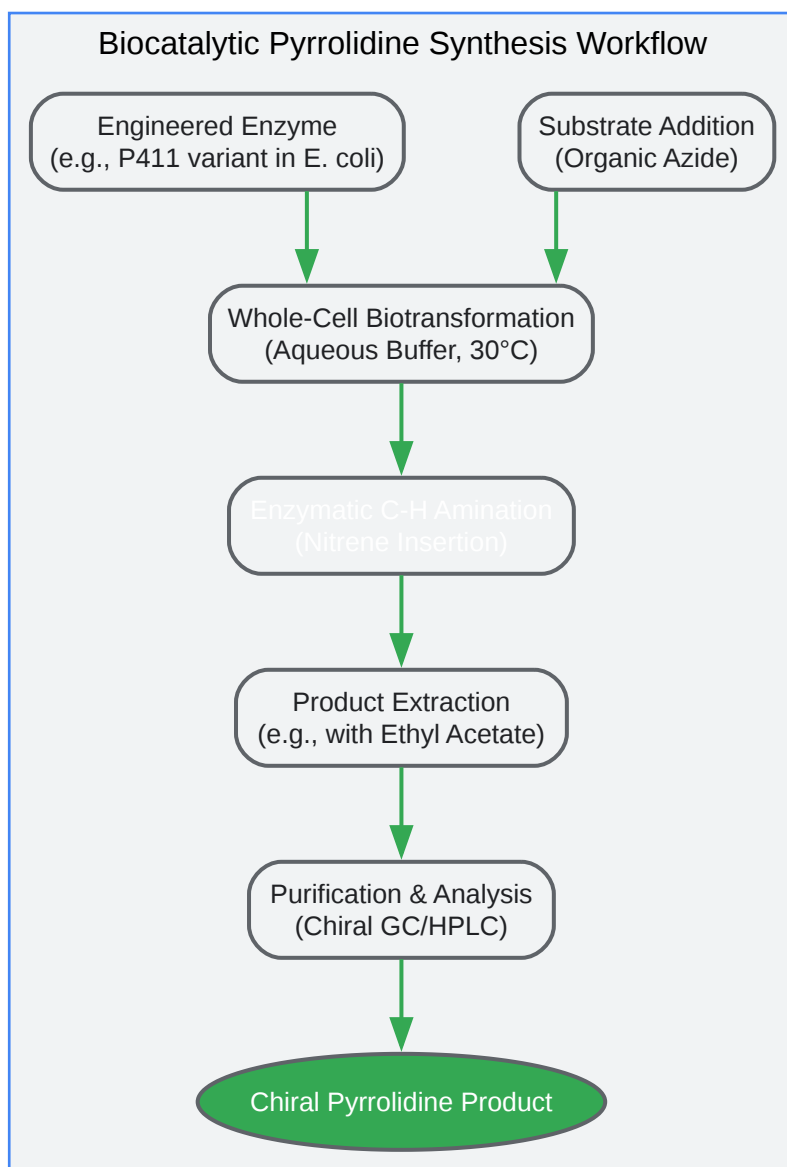 Biocatalytic Pyrrolidine Synthesis Workflow
Engineered Enzyme
(e.g., P411 variant in E. coli)
Substrate Addition
(Organic Azide)
Whole-Cell Biotransformation
(Aqueous Buffer, 30°C)
Enzymatic C-H Amination
(Nitrene Insertion)
Product Extraction
(e.g., with Ethyl Acetate)
Purification & Analysis
(Chiral GC/HPLC)
Chiral Pyrrolidine Product